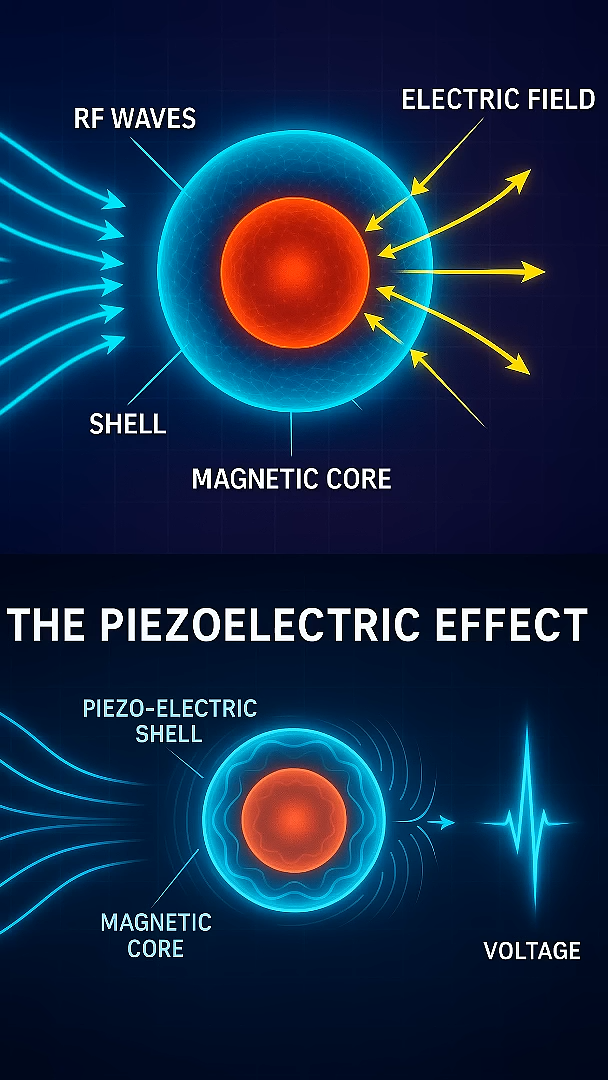 RF WAVES
ELECTRIC FIELD
SHELL
MAGNETIC CORE
THE PIEZOELECTRIC EFFECT
PIEZO-ELECTRIC
SHELL
MAGNETIC
CORE
VOLTAGE